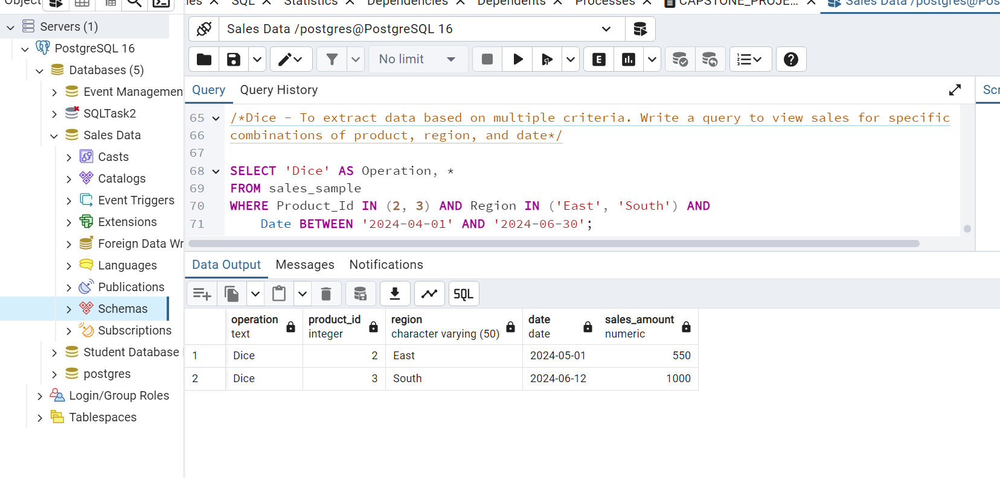 Object
les
SQL
Statistics
Dependencies
Dependents
Processes
CAPSTONE_PROJE...
Sales Data /postgres@Pos
Servers (1)
PostgreSQL 16
Databases (5)
Event Managemen
SQLTask2
Sales Data
Casts
Catalogs
Event Triggers
Extensions
Foreign Data Wr
Languages
Publications
Schemas
Subscriptions
Student Database
postgres
Login/Group Roles
Tablespaces
Sales Data /postgres@PostgreSQL 16
No limit
E
Query
Query History
Scr
65 /*Dice - To extract data based on multiple criteria. Write a query to view sales for specific
66 combinations of product, region, and date*/
67
68 SELECT 'Dice' AS Operation, *
69 FROM sales_sample
70 WHERE Product_Id IN (2, 3) AND Region IN ('East', 'South') AND
71 Date BETWEEN '2024-04-01' AND '2024-06-30';
Data Output
Messages
Notifications
SQL
operation product_id region date sales_amount
text integer character varying (50) date numeric
1 Dice 2 East 2024-05-01 550
2 Dice 3 South 2024-06-12 1000